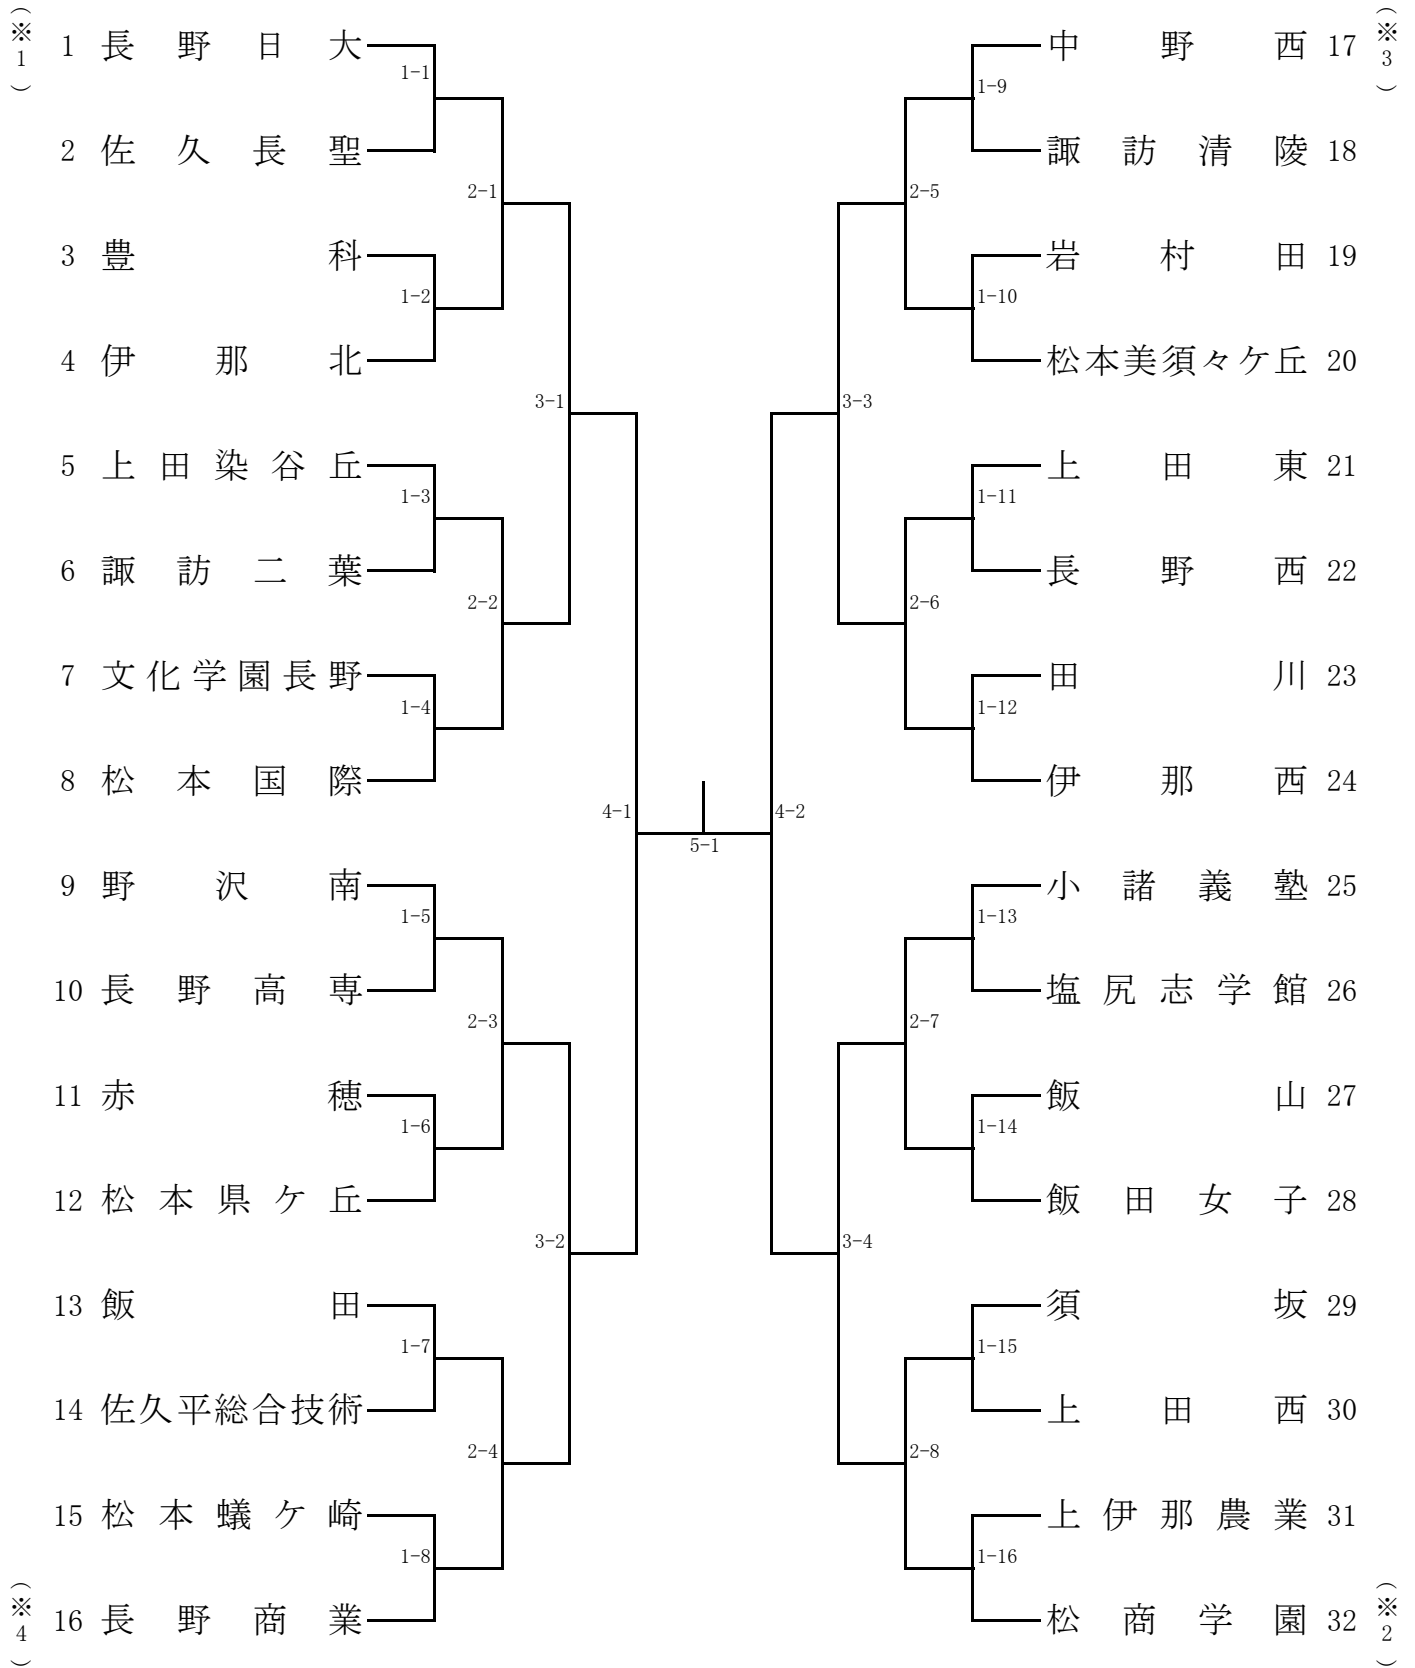 （※1）
1 長野日大
1-1
2 佐久長聖
2-1
3 豊科
1-2
4 伊那北
3-1
5 上田染谷丘
1-3
6 諏訪二葉
2-2
7 文化学園長野
1-4
8 松本国際
4-1
9 野沢南
1-5
10 長野高専
2-3
11 赤穂
1-6
12 松本県ケ丘
3-2
13 飯田
1-7
14 佐久平総合技術
2-4
15 松本蟻ケ崎
1-8
16 長野商業
（※4）
5-1
（※3）
中野西 17
1-9
諏訪清陵 18
2-5
岩村田 19
1-10
松本美須々ケ丘 20
3-3
上田東 21
1-11
長野西 22
2-6
田川 23
1-12
伊那西 24
4-2
小諸義塾 25
1-13
塩尻志学館 26
2-7
飯山 27
1-14
飯田女子 28
3-4
須坂 29
1-15
上田西 30
2-8
上伊那農業 31
1-16
松商学園 32
（※2）